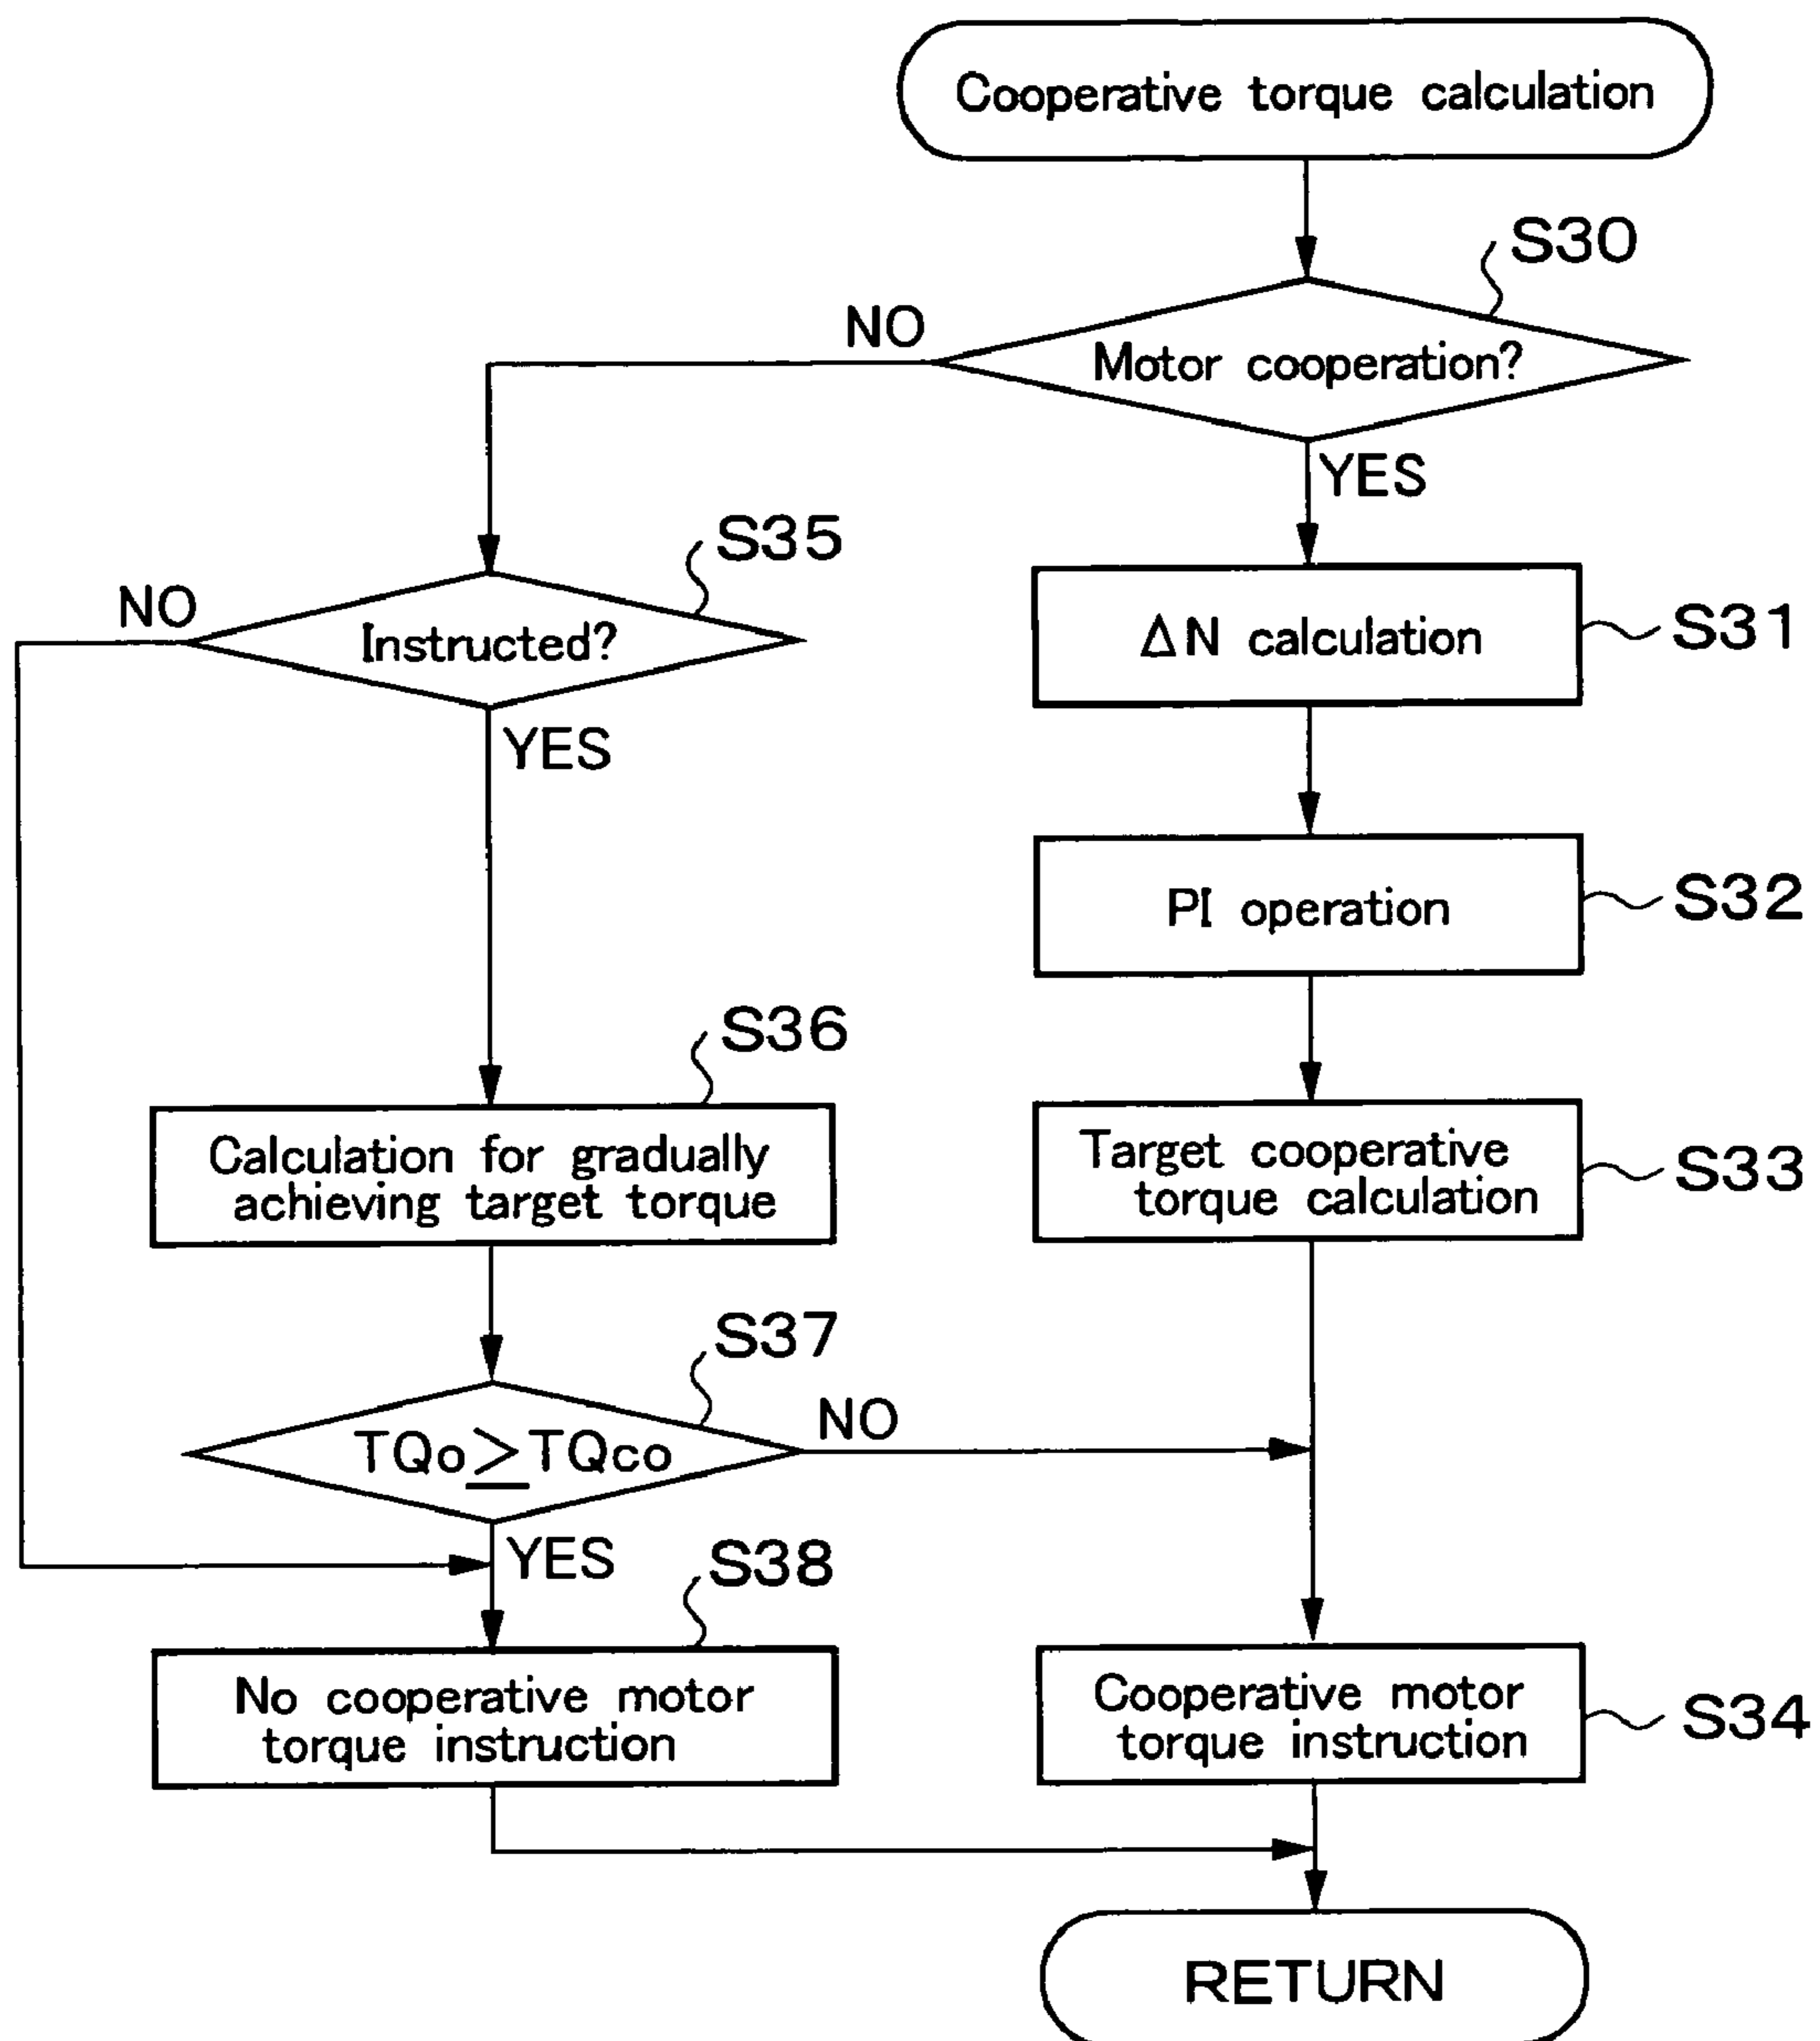 Cooperative torque calculation
S30
NO
Motor cooperation?
YES
S35
NO
Instructed?
ΔN calculation
S31
YES
PI operation
S32
S36
Calculation for gradually
achieving target torque
Target cooperative
torque calculation
S33
S37
NO
TQo≥TQco
YES
S38
No cooperative motor
torque instruction
Cooperative motor
torque instruction
S34
RETURN